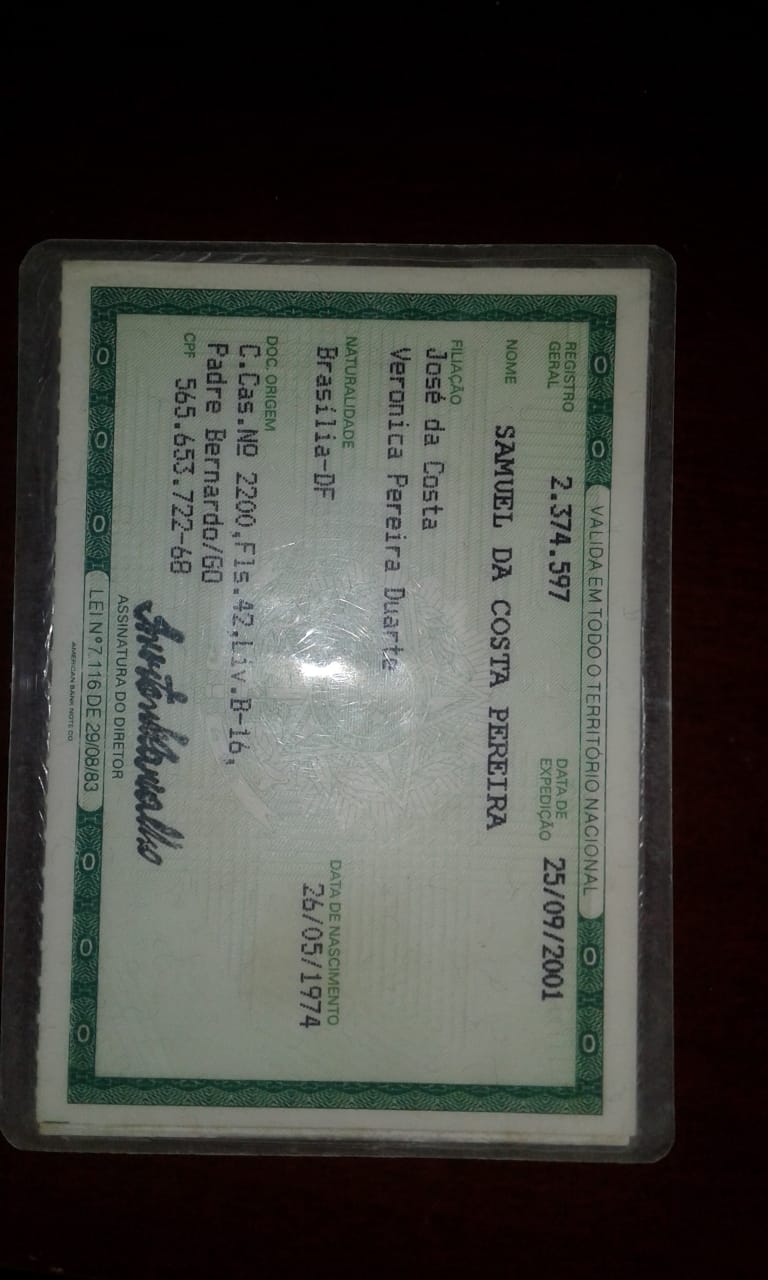 VALIDA EM TODO O TERRITÓRIO NACIONAL
REGISTRO GERAL 2.374.597 DATA DE EXPEDIÇÃO 25/09/2001
NOME SAMUEL DA COSTA PEREIRA
FILIAÇÃO
José da Costa
Veronica Pereira Duarte
NATURALIDADE DATA DE NASCIMENTO
Brasília-DF 26/05/1974
DOC. ORIGEM
C.Cas.Nº 2200,Fls.42,Liv.B-16,
Padre Bernardo/GO
CPF 565.653.722-68
ASSINATURA DO DIRETOR
LEI Nº 7.116 DE 29/08/83
AMERICAN BANK NOTE